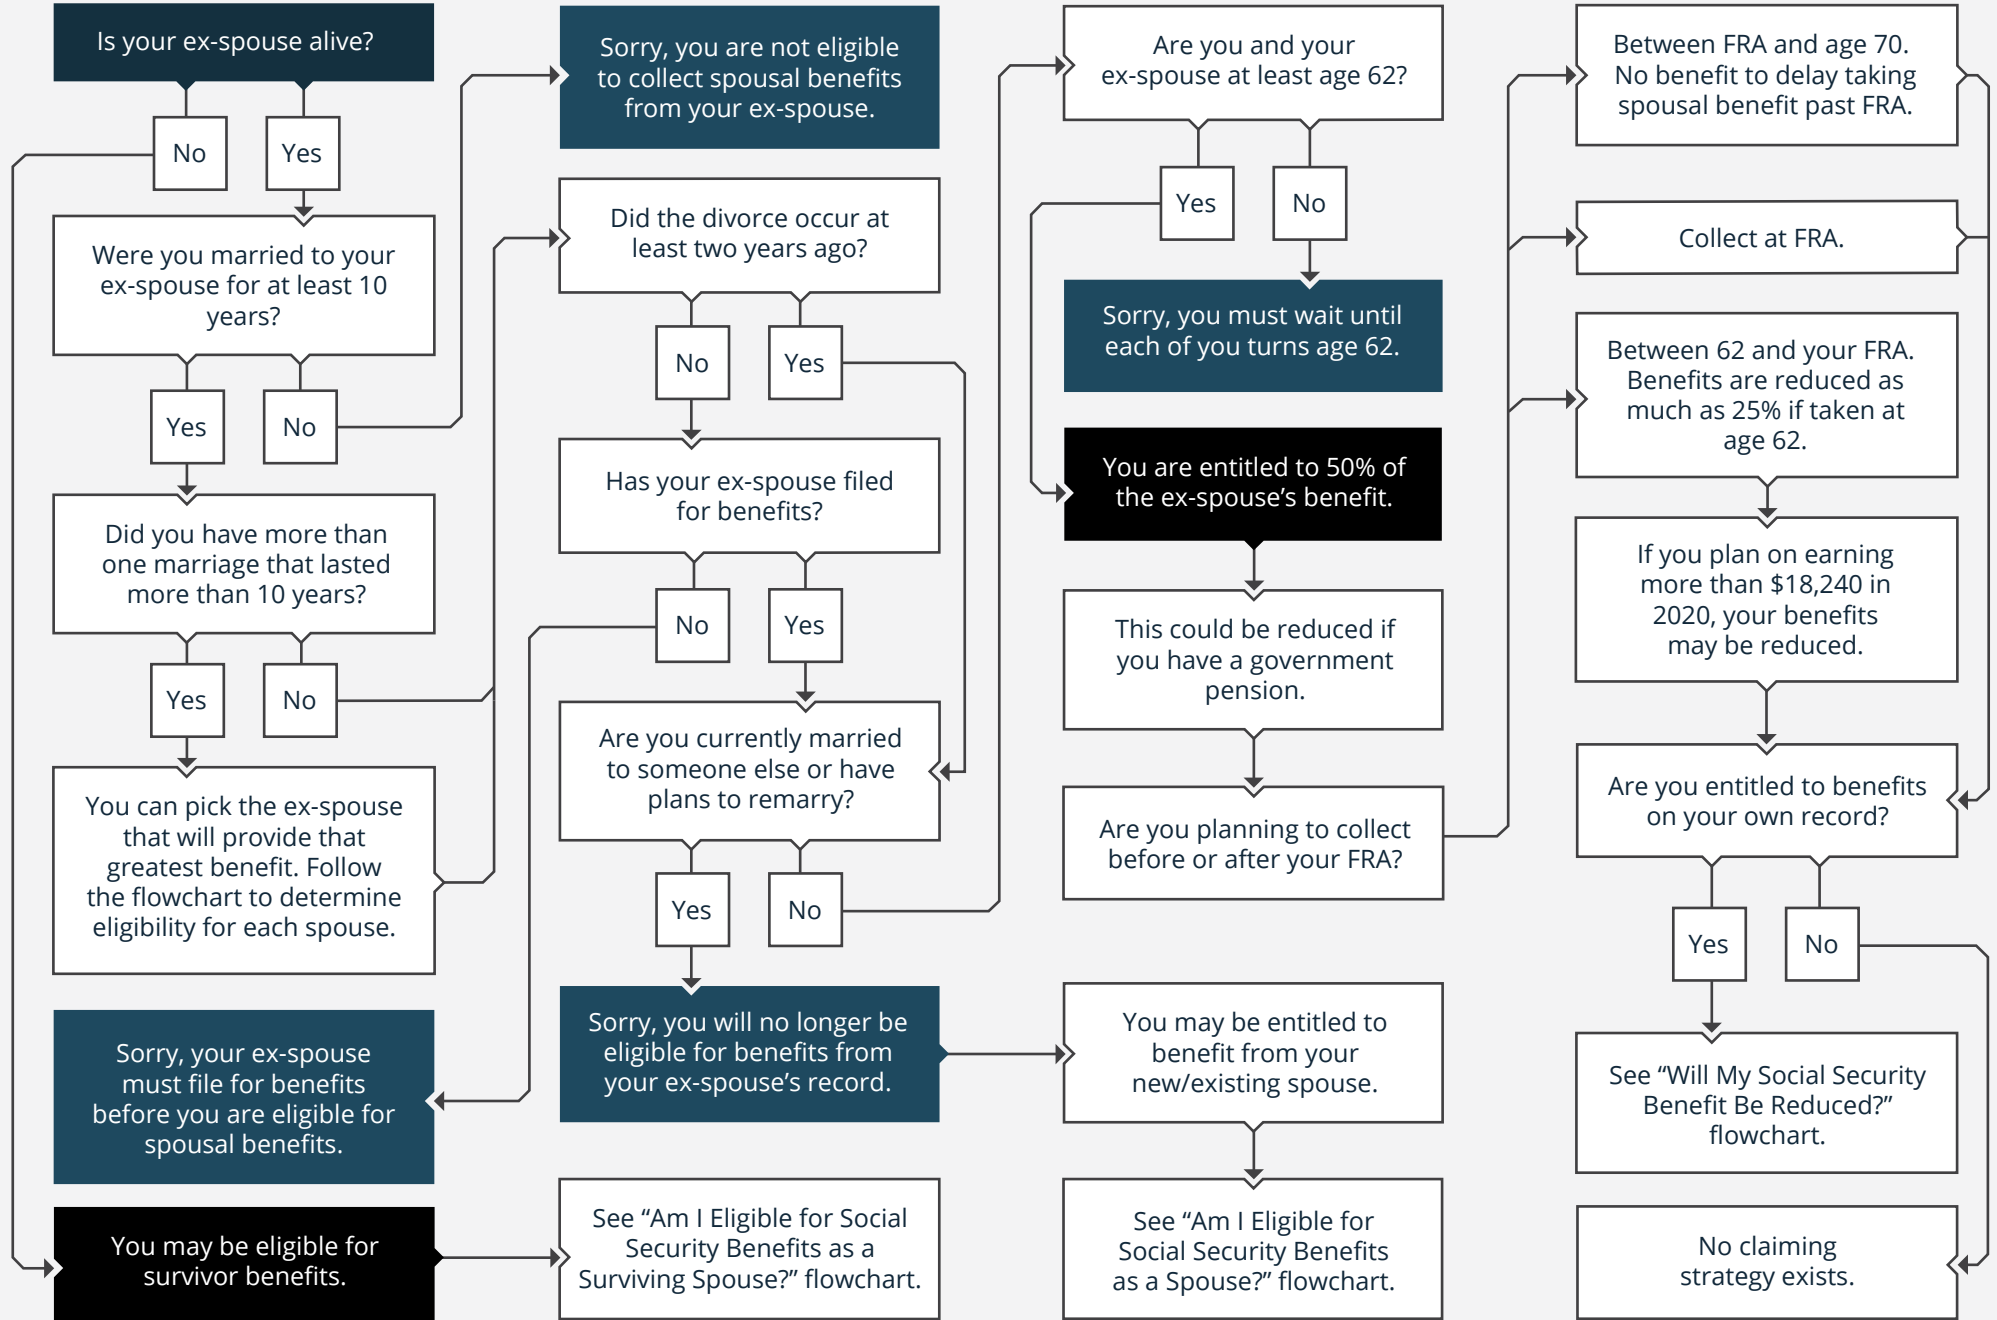 Is your ex-spouse alive?
No
Yes
Were you married to your
ex-spouse for at least 10
years?
Yes
No
Did you have more than
one marriage that lasted
more than 10 years?
Yes
No
You can pick the ex-spouse
that will provide that
greatest benefit. Follow
the flowchart to determine
eligibility for each spouse.
Sorry, your ex-spouse
must file for benefits
before you are eligible for
spousal benefits.
You may be eligible for
survivor benefits.
Sorry, you are not eligible
to collect spousal benefits
from your ex-spouse.
Did the divorce occur at
least two years ago?
No
Yes
Has your ex-spouse filed
for benefits?
No
Yes
Are you currently married
to someone else or have
plans to remarry?
Yes
No
Sorry, you will no longer be
eligible for benefits from
your ex-spouse’s record.
See “Am I Eligible for Social
Security Benefits as a
Surviving Spouse?” flowchart.
Are you and your
ex-spouse at least age 62?
Yes
No
Sorry, you must wait until
each of you turns age 62.
You are entitled to 50% of
the ex-spouse’s benefit.
This could be reduced if
you have a government
pension.
Are you planning to collect
before or after your FRA?
You may be entitled to
benefit from your
new/existing spouse.
See “Am I Eligible for
Social Security Benefits
as a Spouse?” flowchart.
Between FRA and age 70.
No benefit to delay taking
spousal benefit past FRA.
Collect at FRA.
Between 62 and your FRA.
Benefits are reduced as
much as 25% if taken at
age 62.
If you plan on earning
more than $18,240 in
2020, your benefits
may be reduced.
Are you entitled to benefits
on your own record?
Yes
No
See “Will My Social Security
Benefit Be Reduced?”
flowchart.
No claiming
strategy exists.